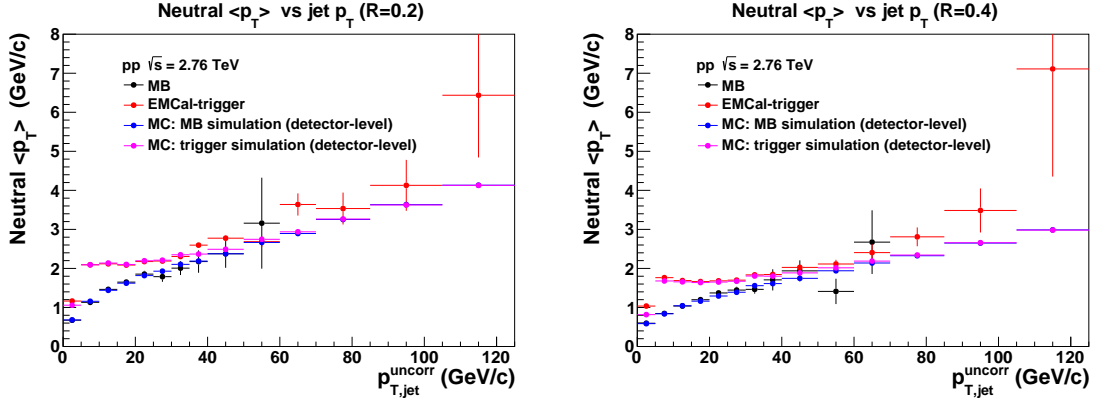 Neutral <p_T> vs jet p_T (R=0.2)
Neutral <p_T> (GeV/c)
8
7
6
5
4
3
2
1
0
pp √s = 2.76 TeV
MB
EMCal-trigger
MC: MB simulation (detector-level)
MC: trigger simulation (detector-level)
0 20 40 60 80 100 120
p_{T,jet}^{uncorr} (GeV/c)
Neutral <p_T> vs jet p_T (R=0.4)
Neutral <p_T> (GeV/c)
8
7
6
5
4
3
2
1
0
pp √s = 2.76 TeV
MB
EMCal-trigger
MC: MB simulation (detector-level)
MC: trigger simulation (detector-level)
0 20 40 60 80 100 120
p_{T,jet}^{uncorr} (GeV/c)